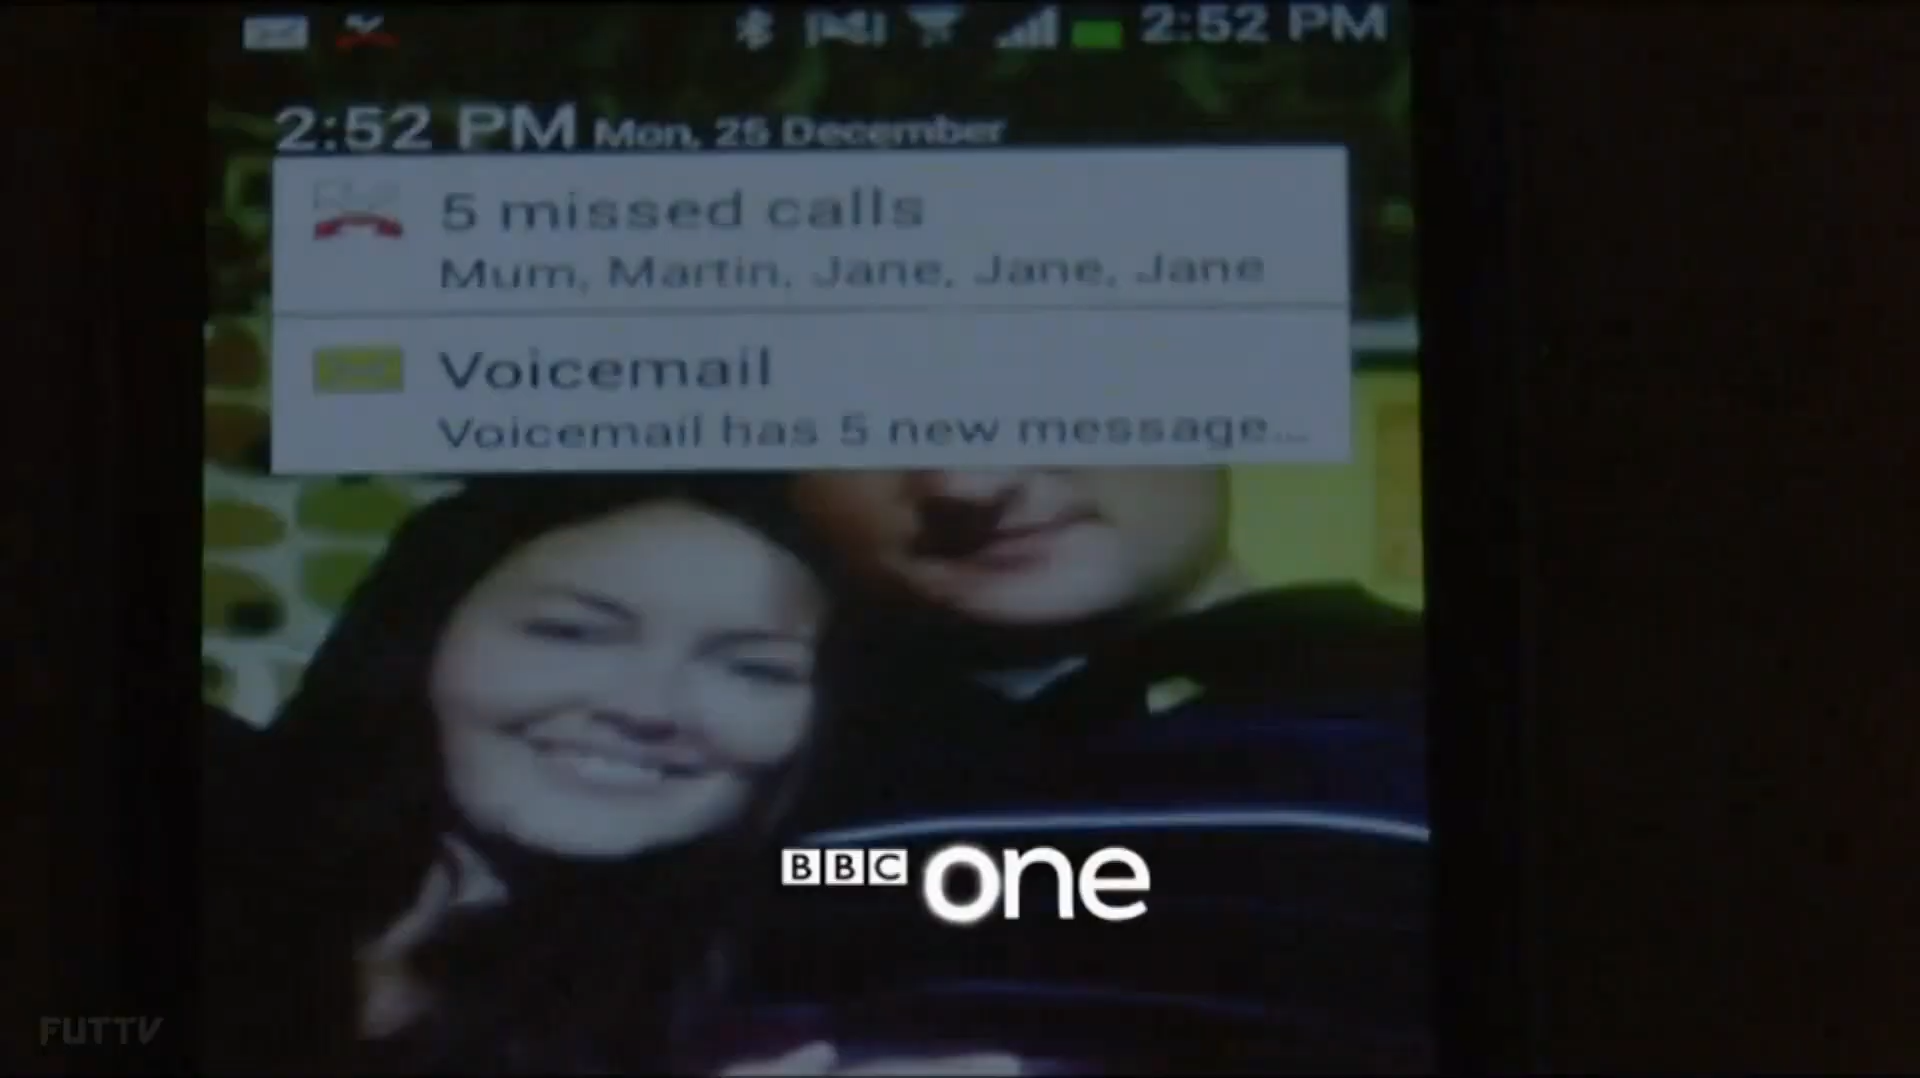 2:52 PM
2:52 PM Mon, 25 December
5 missed calls
Mum, Martin, Jane, Jane, Jane
Voicemail
Voicemail has 5 new message...
BBC one
FUTTV